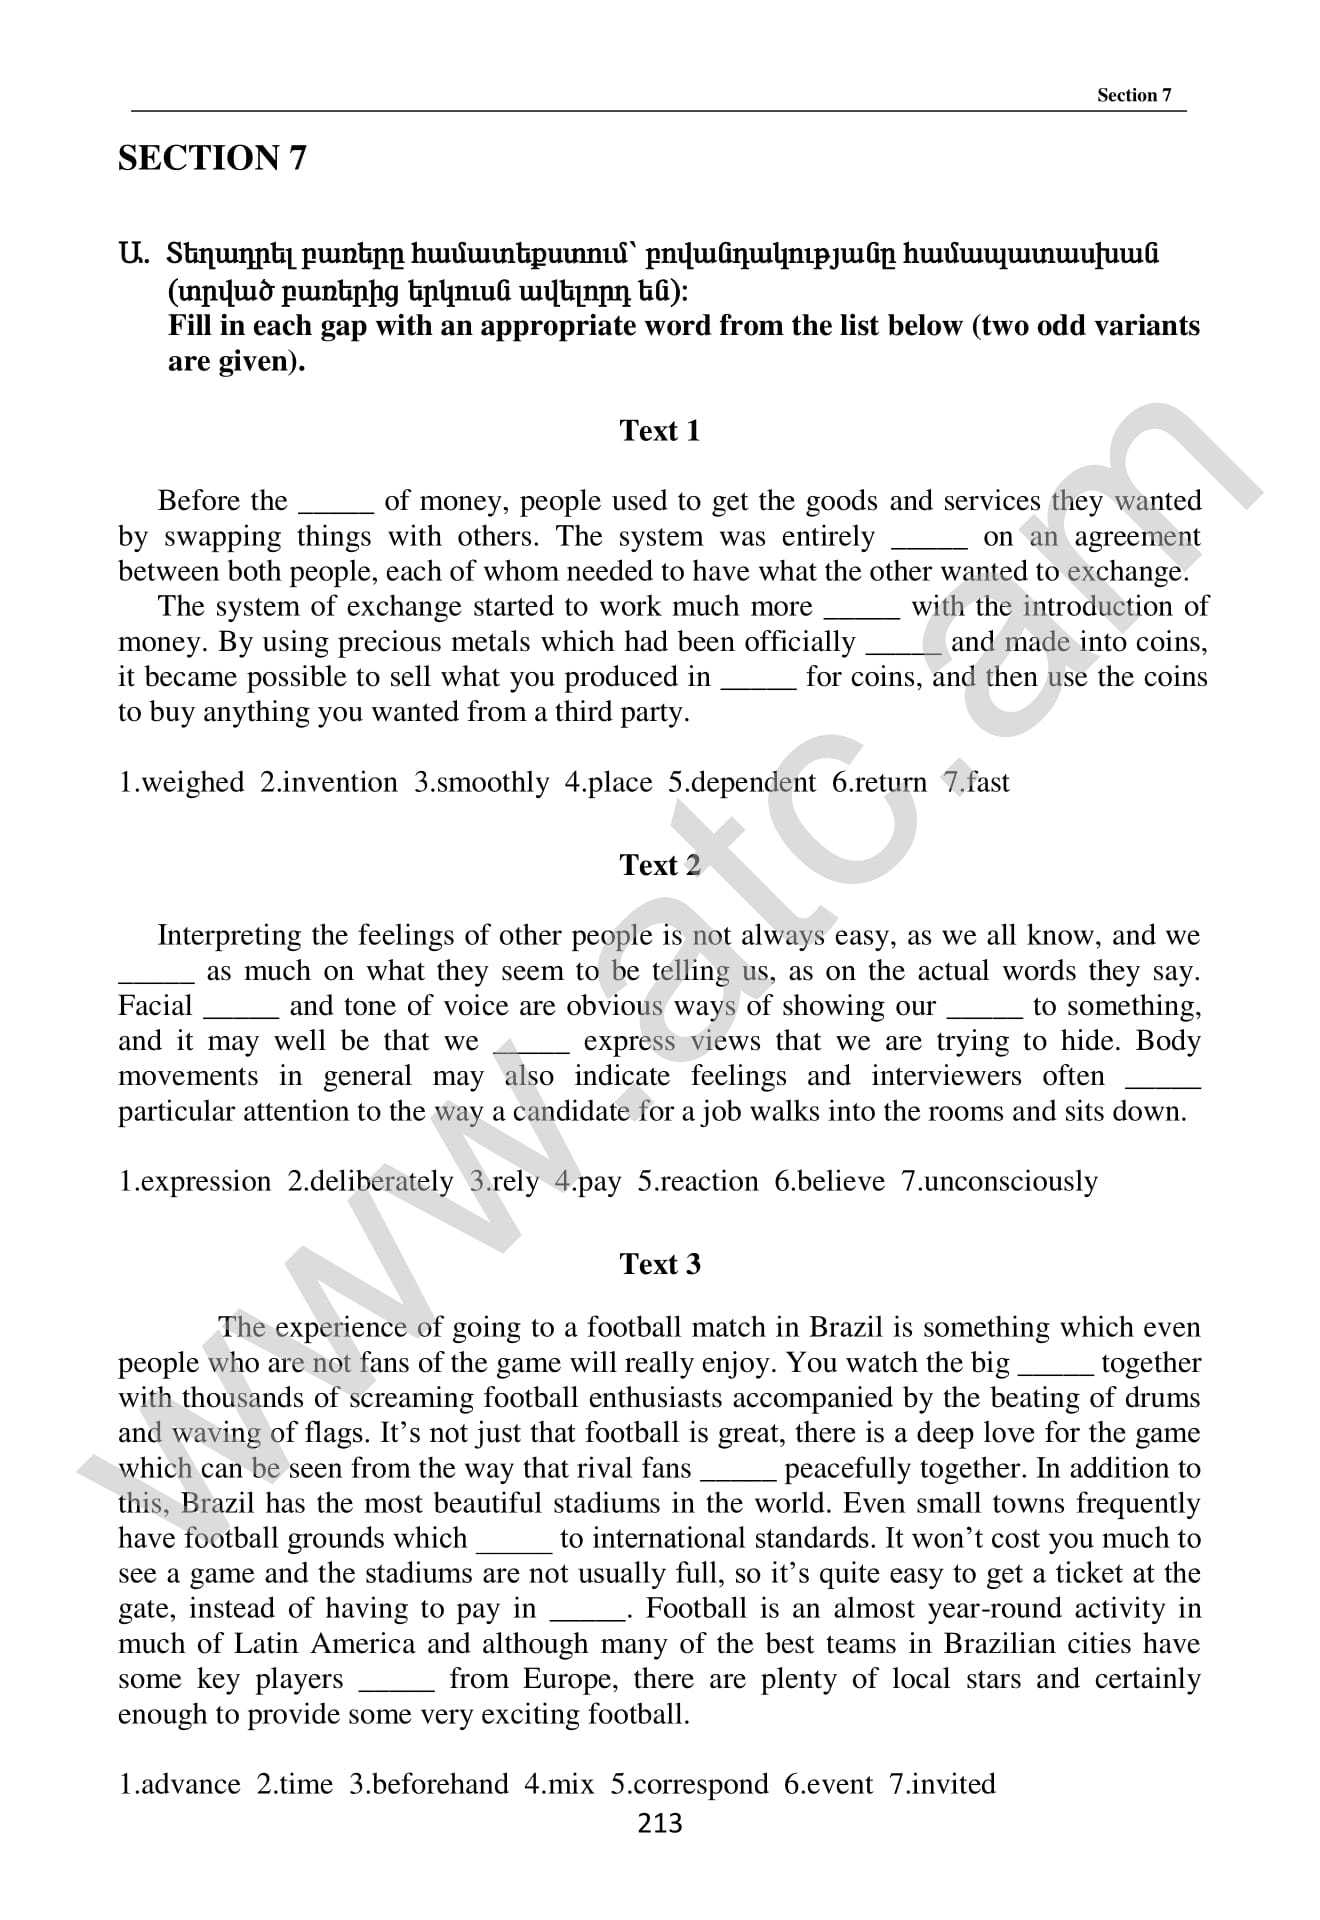 Section 7
SECTION 7
Ա. Տեղադրել բառերը համատեքստում՝ բովանդակությանը համապատասխան
(տրված բառերից երկուսն ավելորդ են):
Fill in each gap with an appropriate word from the list below (two odd variants
are given).
Text 1
Before the _____ of money, people used to get the goods and services they wanted
by swapping things with others. The system was entirely _____ on an agreement
between both people, each of whom needed to have what the other wanted to exchange.
The system of exchange started to work much more _____ with the introduction of
money. By using precious metals which had been officially _____ and made into coins,
it became possible to sell what you produced in _____ for coins, and then use the coins
to buy anything you wanted from a third party.
1.weighed 2.invention 3.smoothly 4.place 5.dependent 6.return 7.fast
Text 2
Interpreting the feelings of other people is not always easy, as we all know, and we
_____ as much on what they seem to be telling us, as on the actual words they say.
Facial _____ and tone of voice are obvious ways of showing our _____ to something,
and it may well be that we _____ express views that we are trying to hide. Body
movements in general may also indicate feelings and interviewers often _____
particular attention to the way a candidate for a job walks into the rooms and sits down.
1.expression 2.deliberately 3.rely 4.pay 5.reaction 6.believe 7.unconsciously
Text 3
The experience of going to a football match in Brazil is something which even
people who are not fans of the game will really enjoy. You watch the big _____ together
with thousands of screaming football enthusiasts accompanied by the beating of drums
and waving of flags. It’s not just that football is great, there is a deep love for the game
which can be seen from the way that rival fans _____ peacefully together. In addition to
this, Brazil has the most beautiful stadiums in the world. Even small towns frequently
have football grounds which _____ to international standards. It won’t cost you much to
see a game and the stadiums are not usually full, so it’s quite easy to get a ticket at the
gate, instead of having to pay in _____. Football is an almost year-round activity in
much of Latin America and although many of the best teams in Brazilian cities have
some key players _____ from Europe, there are plenty of local stars and certainly
enough to provide some very exciting football.
1.advance 2.time 3.beforehand 4.mix 5.correspond 6.event 7.invited
213
www.atc.am